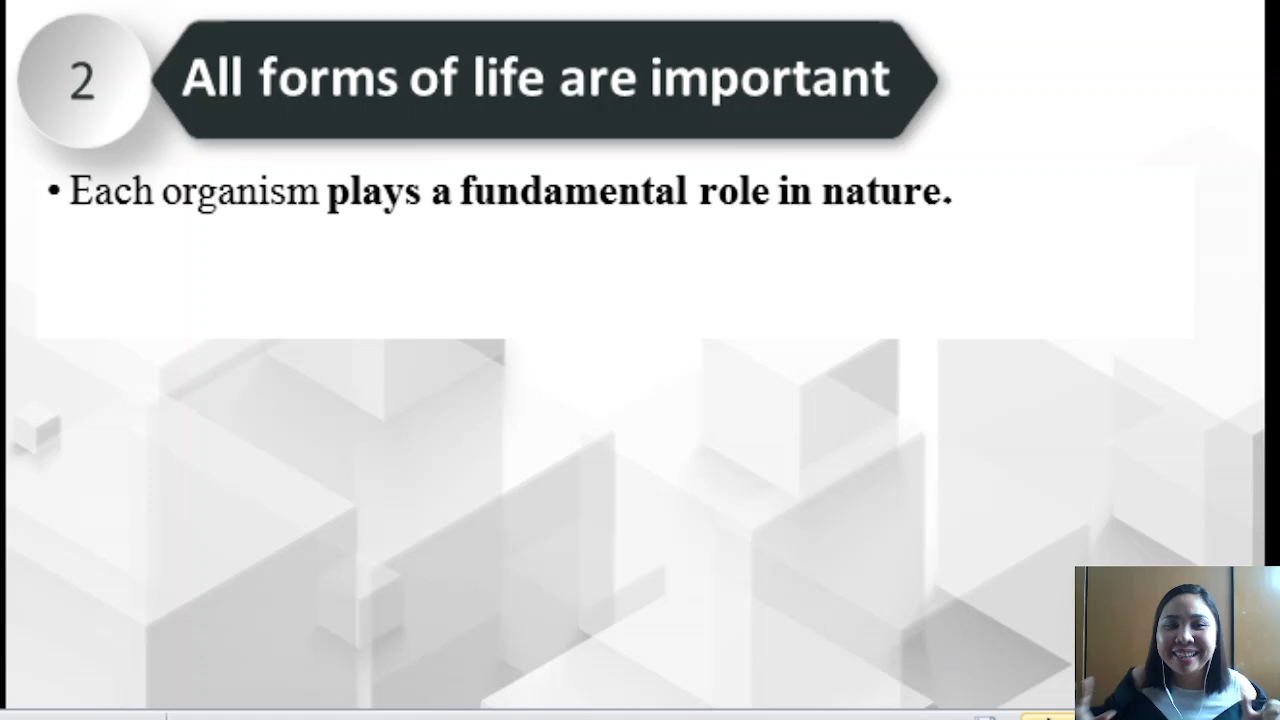 2
All forms of life are important
• Each organism plays a fundamental role in nature.